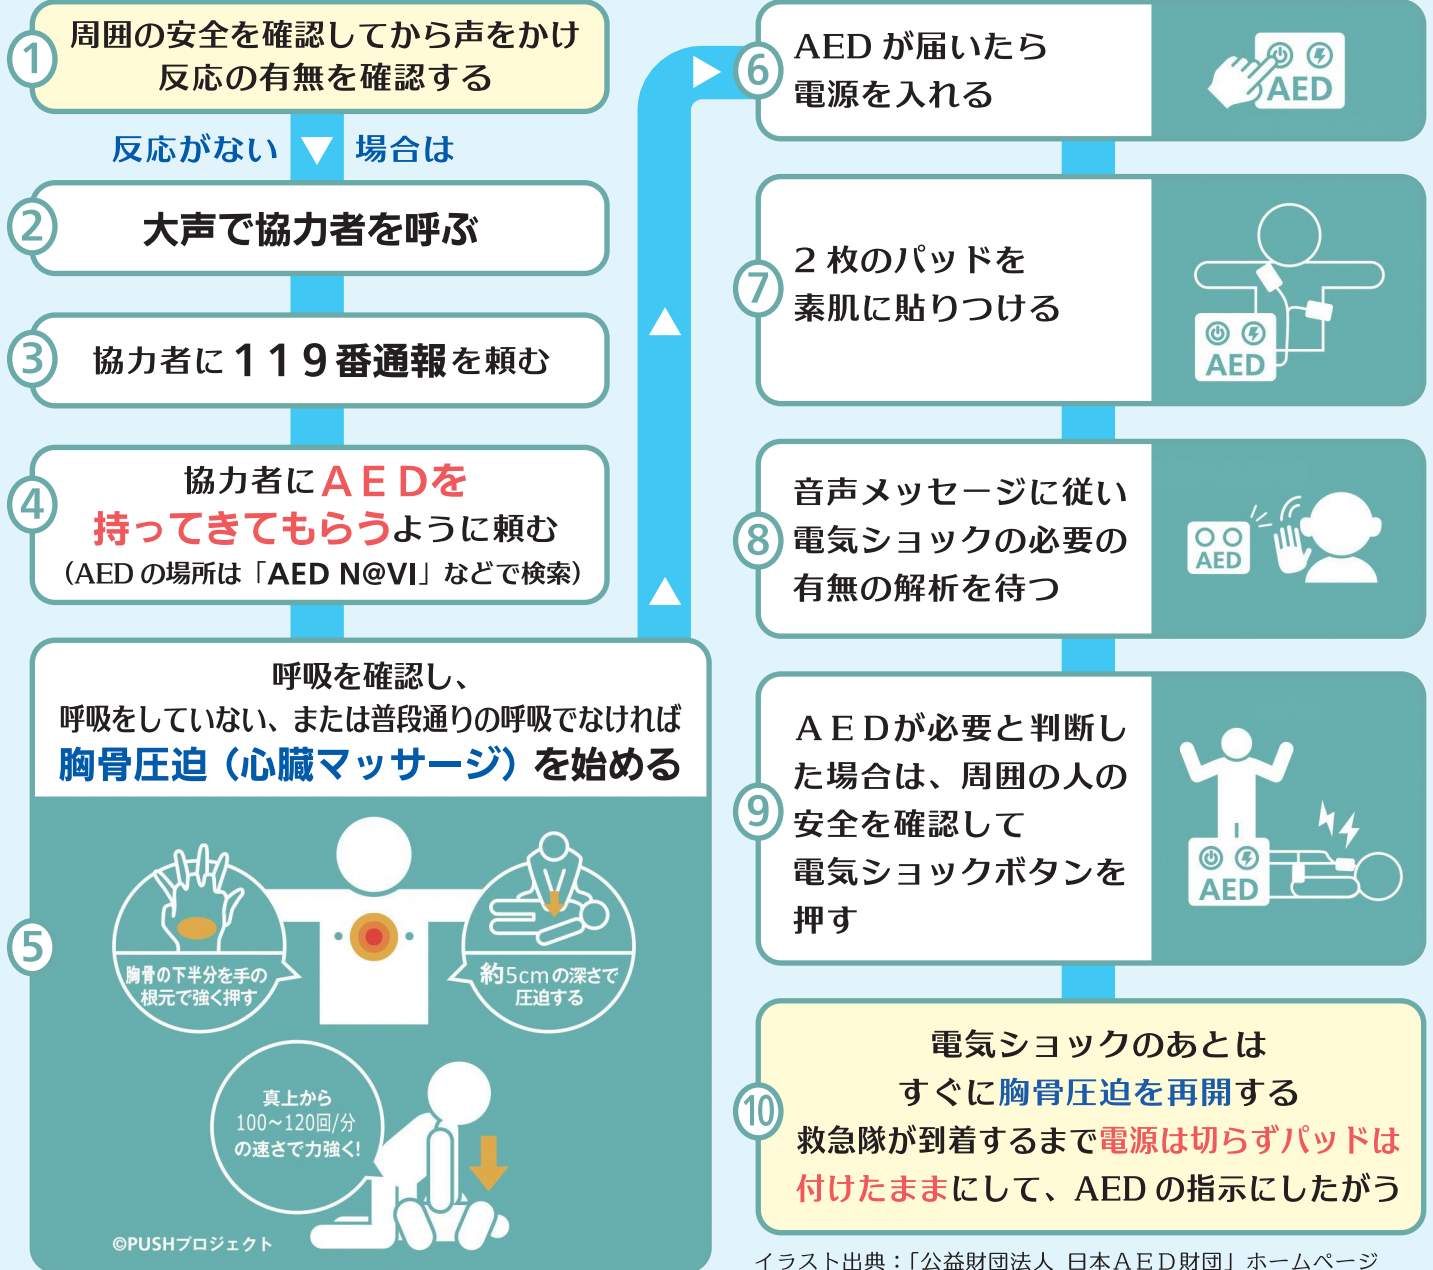 ① 周囲の安全を確認してから声をかけ
反応の有無を確認する
反応がない 場合は
② 大声で協力者を呼ぶ
③ 協力者に119番通報を頼む
④ 協力者にAEDを
持ってきてもらうように頼む
(AEDの場所は「AED N@VI」などで検索)
⑤ 呼吸を確認し、
呼吸をしていない、または普段通りの呼吸でなければ
胸骨圧迫(心臓マッサージ)を始める
胸骨の下半分を手の
根元で強く押す
約5cmの深さで
圧迫する
真上から
100~120回/分
の速さで力強く!
©PUSHプロジェクト
⑥ AEDが届いたら
電源を入れる
AED
⑦ 2枚のパッドを
素肌に貼りつける
AED
⑧ 音声メッセージに従い
電気ショックの必要の
有無の解析を待つ
AED
⑨ AEDが必要と判断し
た場合は、周囲の人の
安全を確認して
電気ショックボタンを
押す
AED
⑩ 電気ショックのあとは
すぐに胸骨圧迫を再開する
救急隊が到着するまで電源は切らずパッドは
付けたままにして、AEDの指示にしたがう
イラスト出典:「公益財団法人 日本AED財団」ホームページ